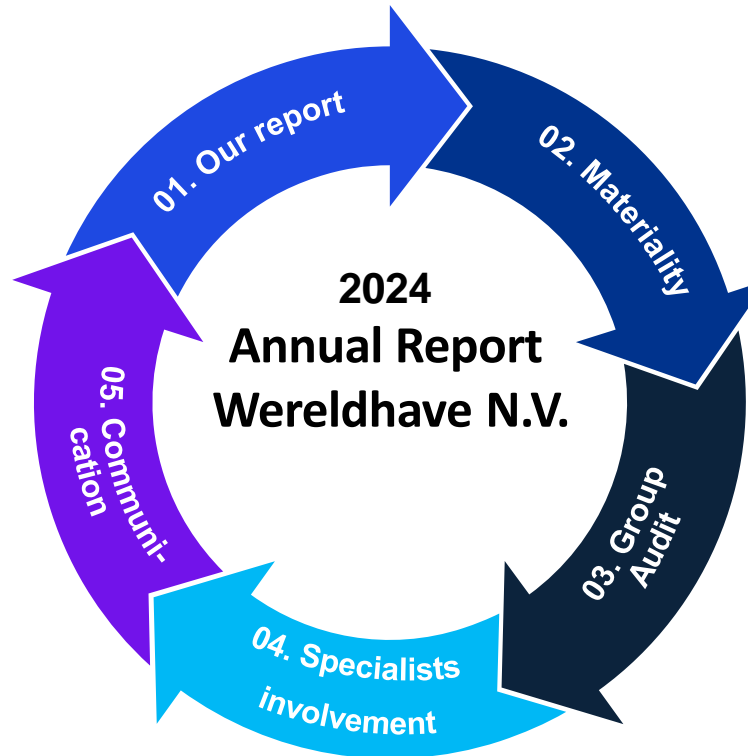 01. Our report
02. Materiality
03. Group
Audit
04. Specialists
involvement
05. Communi-
cation
2024
Annual Report
Wereldhave N.V.